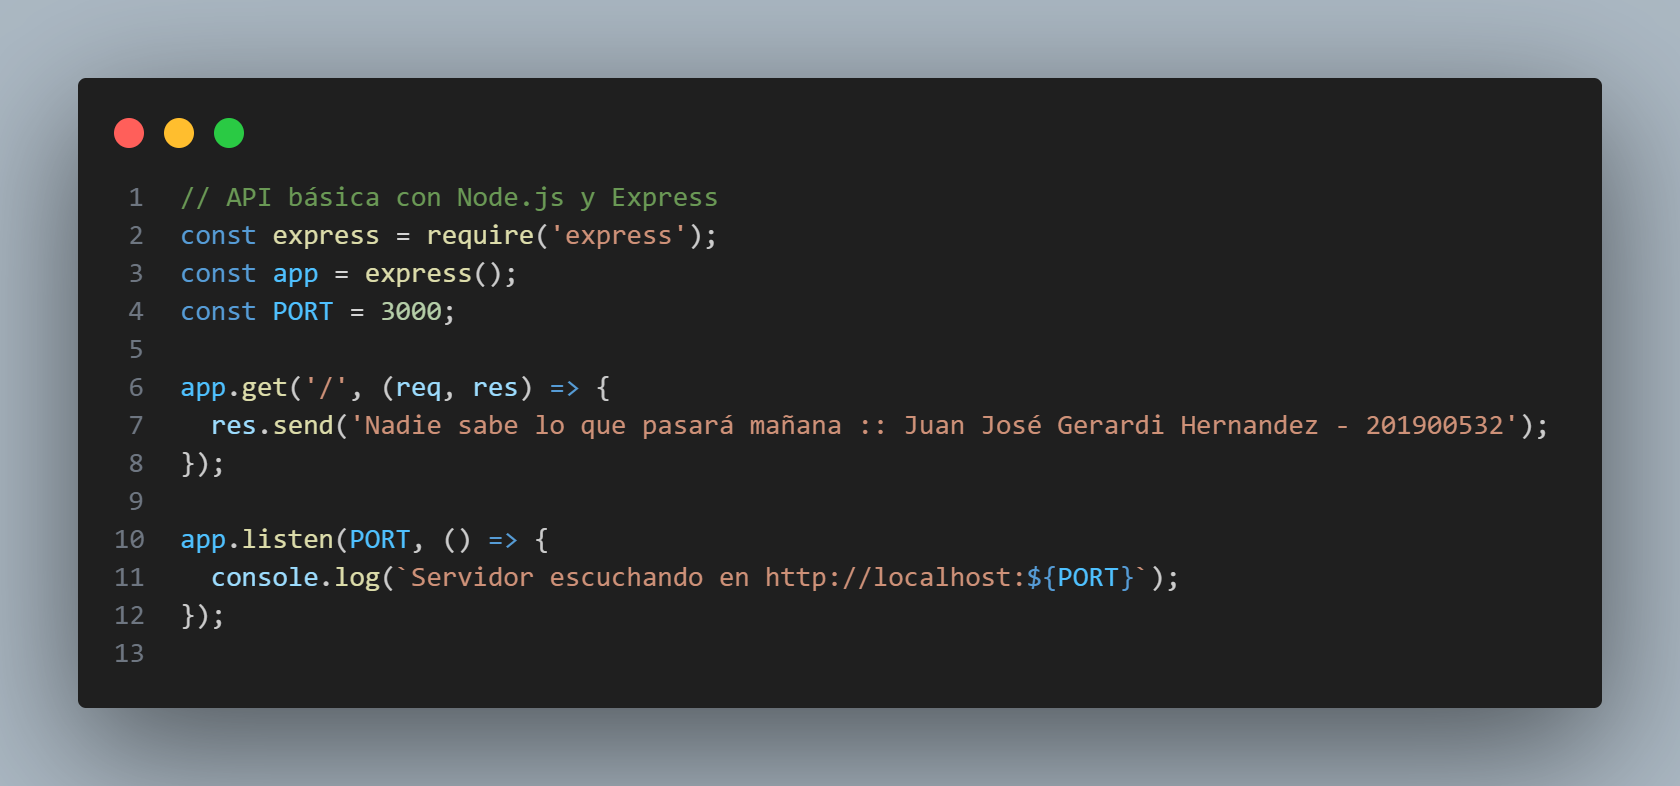 1 // API básica con Node.js y Express
2 const express = require('express');
3 const app = express();
4 const PORT = 3000;
5
6 app.get('/', (req, res) => {
7   res.send('Nadie sabe lo que pasará mañana :: Juan José Gerardi Hernandez - 201900532');
8 });
9
10 app.listen(PORT, () => {
11   console.log(`Servidor escuchando en http://localhost:${PORT}`);
12 });
13